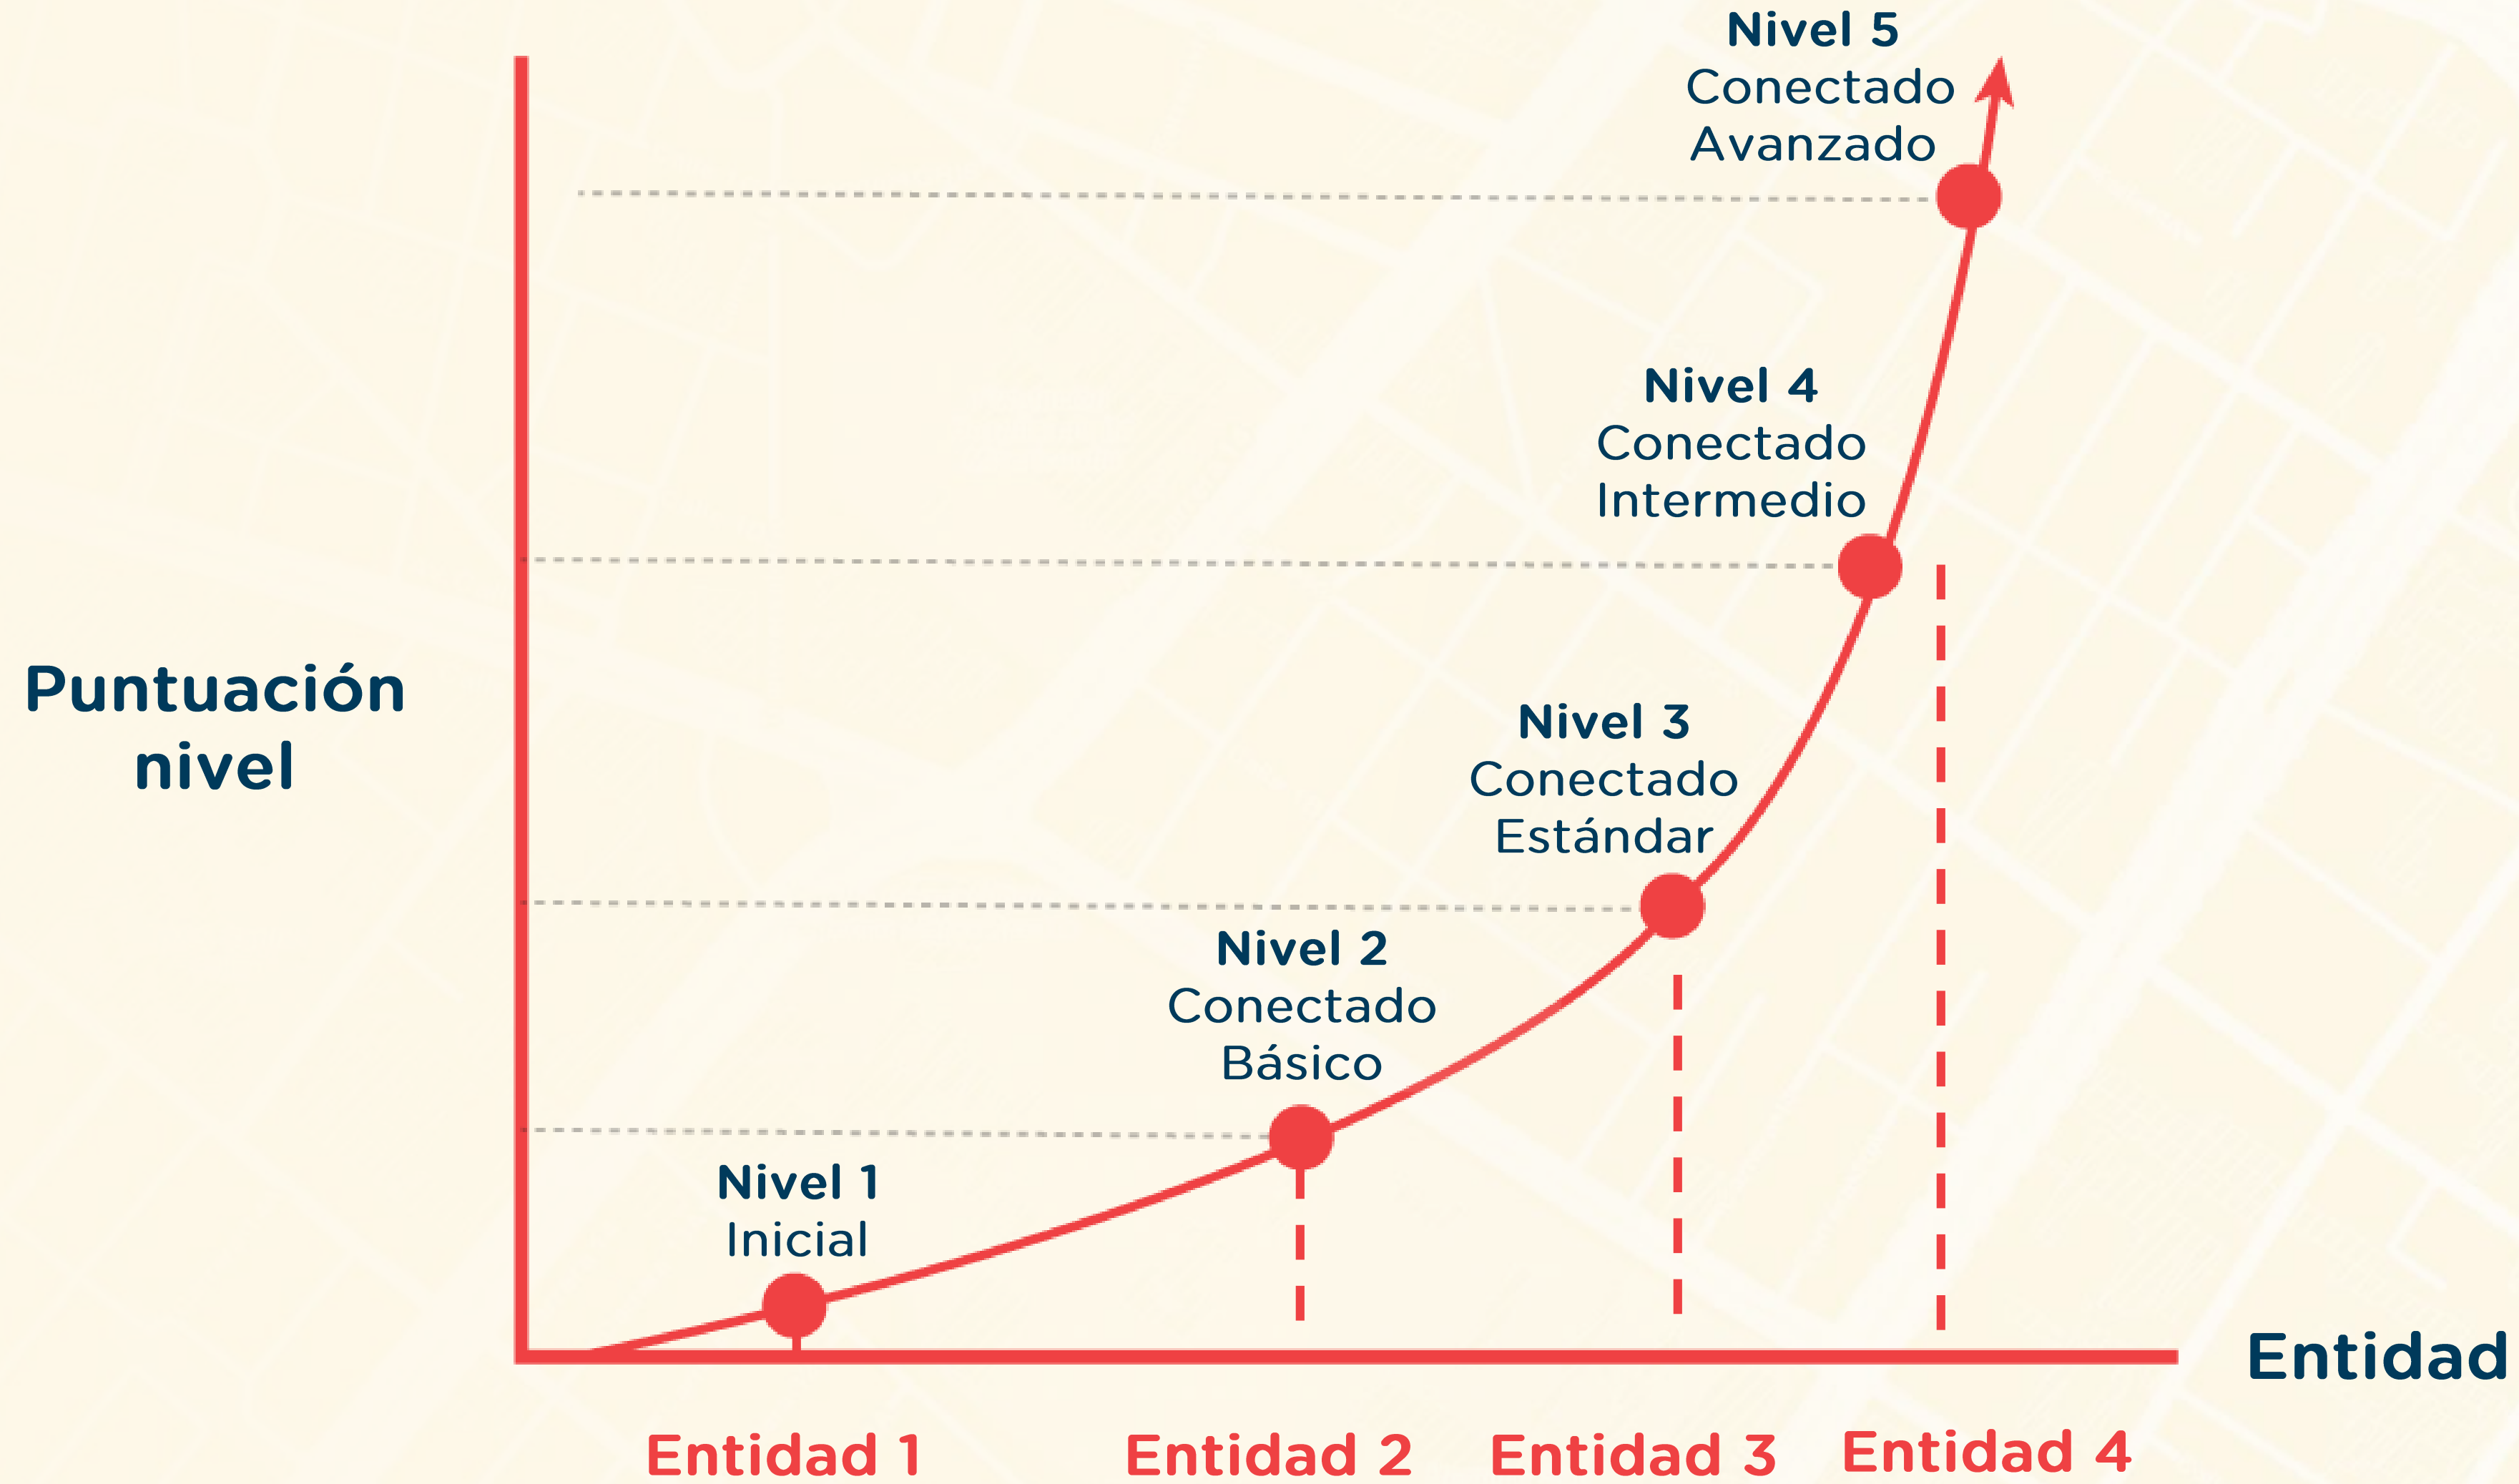 Nivel 5
Conectado
Avanzado
Nivel 4
Conectado
Intermedio
Puntuación
nivel
Nivel 3
Conectado
Estándar
Nivel 2
Conectado
Básico
Nivel 1
Inicial
Entidad
Entidad 1
Entidad 2
Entidad 3
Entidad 4